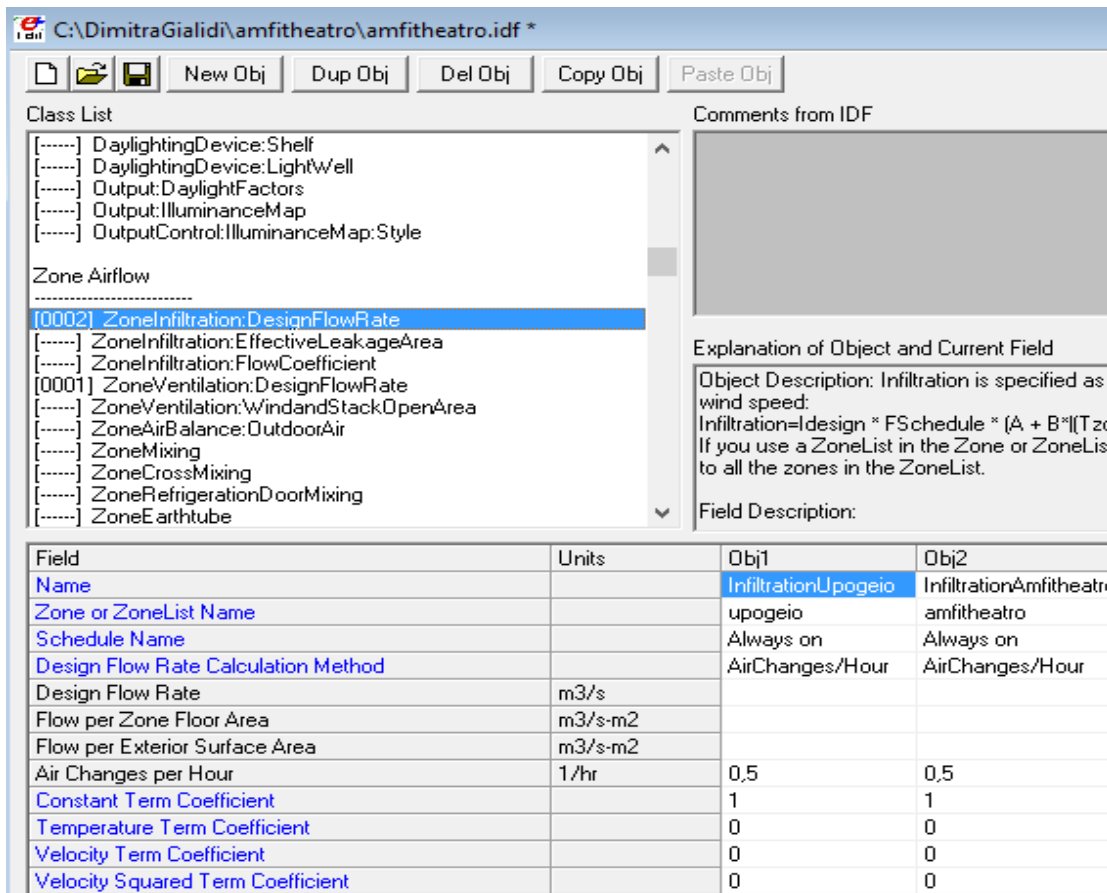 C:\DimitraGialidi\amfitheatro\amfitheatro.idf *
New Obj Dup Obj Del Obj Copy Obj Paste Obj
Class List
[------] DaylightingDevice:Shelf
[------] DaylightingDevice:LightWell
[------] Output:DaylightFactors
[------] Output:IlluminanceMap
[------] OutputControl:IlluminanceMap:Style
Zone Airflow
---------------------------
[0002] ZoneInfiltration:DesignFlowRate
[------] ZoneInfiltration:EffectiveLeakageArea
[------] ZoneInfiltration:FlowCoefficient
[0001] ZoneVentilation:DesignFlowRate
[------] ZoneVentilation:WindandStackOpenArea
[------] ZoneAirBalance:OutdoorAir
[------] ZoneMixing
[------] ZoneCrossMixing
[------] ZoneRefrigerationDoorMixing
[------] ZoneEarthtube
Comments from IDF
Explanation of Object and Current Field
Object Description: Infiltration is specified as
wind speed:
Infiltration=Idesign * FSchedule * (A + B*|(Tzo
If you use a ZoneList in the Zone or ZoneLis
to all the zones in the ZoneList.
Field Description:
Field Units Obj1 Obj2
Name InfiltrationUpogeio InfiltrationAmfitheatro
Zone or ZoneList Name upogeio amfitheatro
Schedule Name Always on Always on
Design Flow Rate Calculation Method AirChanges/Hour AirChanges/Hour
Design Flow Rate m3/s
Flow per Zone Floor Area m3/s-m2
Flow per Exterior Surface Area m3/s-m2
Air Changes per Hour 1/hr 0,5 0,5
Constant Term Coefficient 1 1
Temperature Term Coefficient 0 0
Velocity Term Coefficient 0 0
Velocity Squared Term Coefficient 0 0